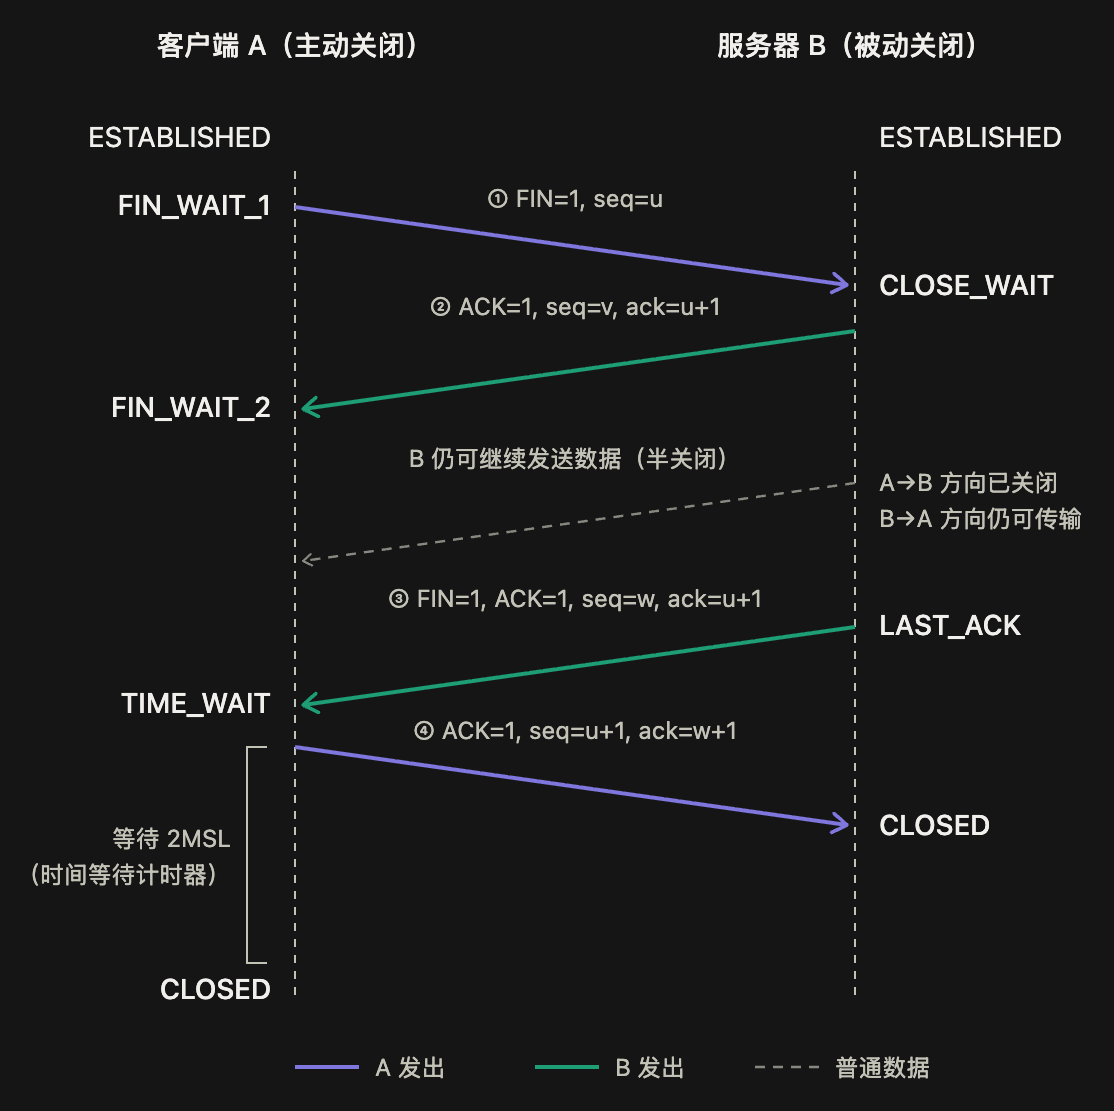 客户端 A（主动关闭）
服务器 B（被动关闭）
ESTABLISHED
ESTABLISHED
FIN_WAIT_1
① FIN=1, seq=u
CLOSE_WAIT
② ACK=1, seq=v, ack=u+1
FIN_WAIT_2
B 仍可继续发送数据（半关闭）
A→B 方向已关闭
B→A 方向仍可传输
③ FIN=1, ACK=1, seq=w, ack=u+1
LAST_ACK
TIME_WAIT
④ ACK=1, seq=u+1, ack=w+1
等待 2MSL
（时间等待计时器）
CLOSED
CLOSED
A 发出
B 发出
普通数据